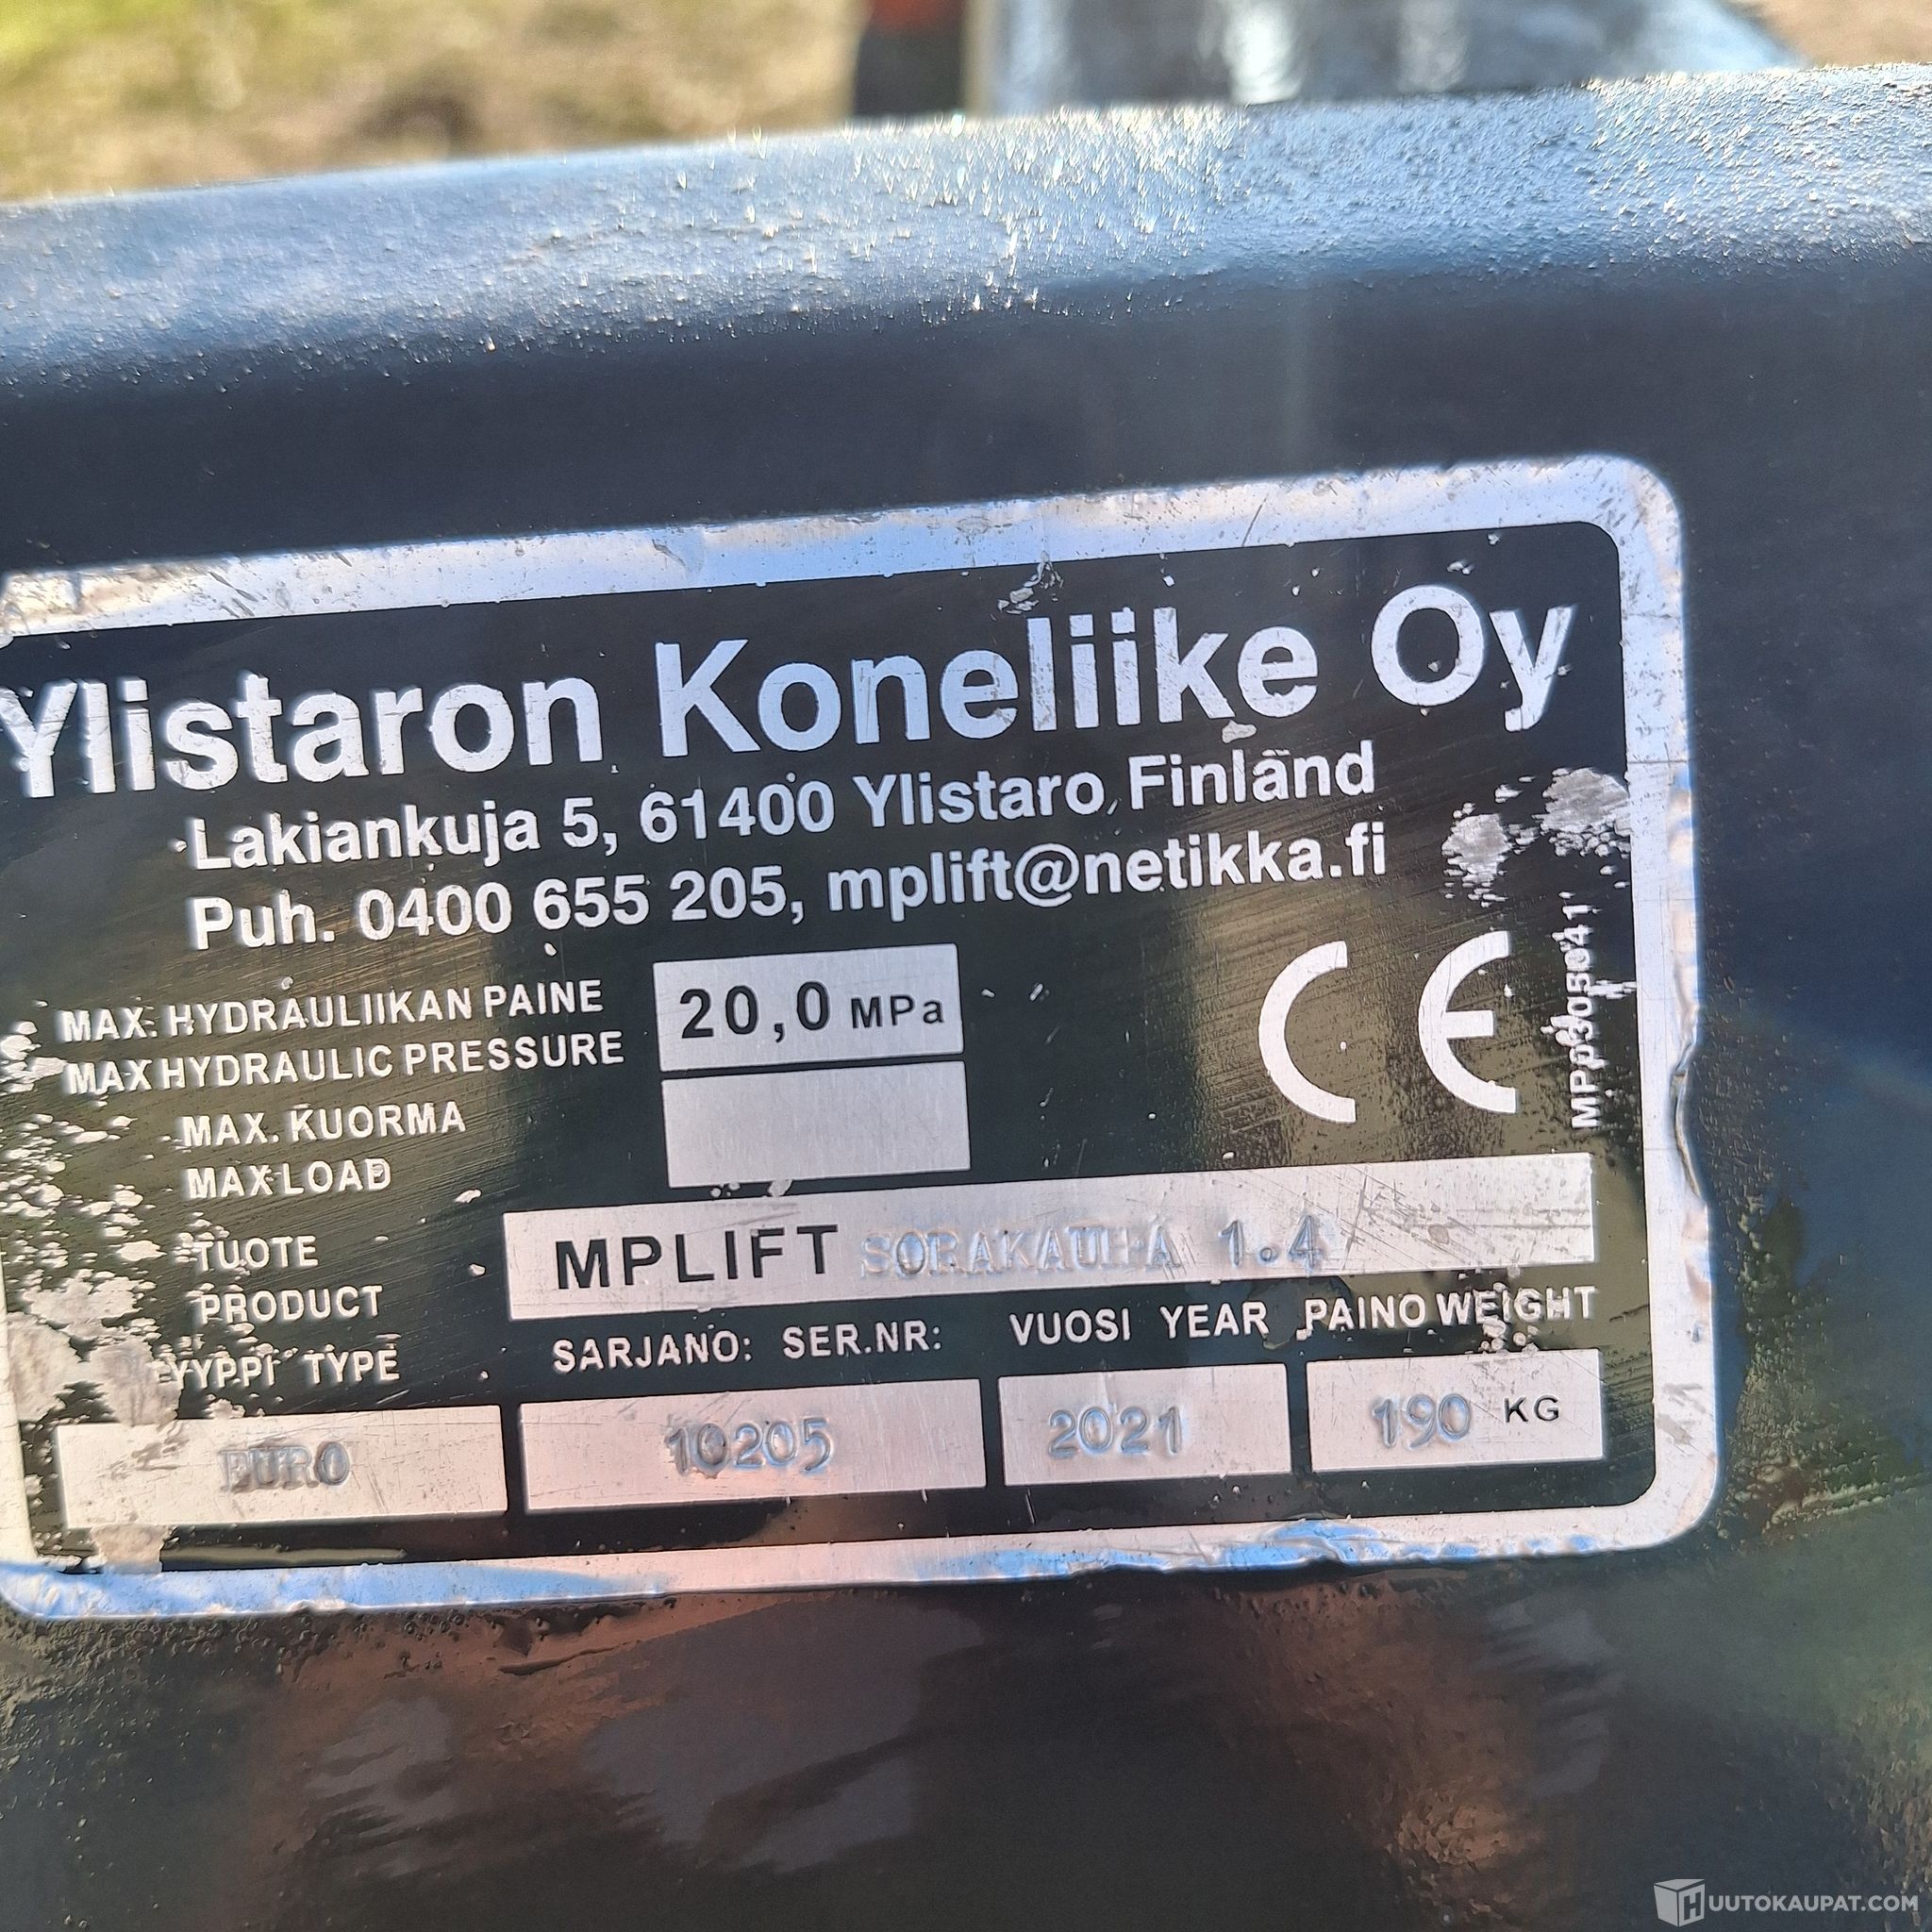 Ylistaron Koneliike Oy
Lakiankuja 5, 61400 Ylistaro, Finland
Puh. 0400 655 205, mplift@netikka.fi
MAX. HYDRAULIIKAN PAINE
MAX HYDRAULIC PRESSURE
20,0 MPa
CE
MAX. KUORMA
MAX LOAD
TUOTE
PRODUCT
MPLIFT SORAKAUHA 1.4
TYYPPI TYPE
SARJANO: SER.NR:
VUOSI YEAR
PAINO WEIGHT
EURO
10205
2021
190 KG
HUUTOKAUPAT.COM